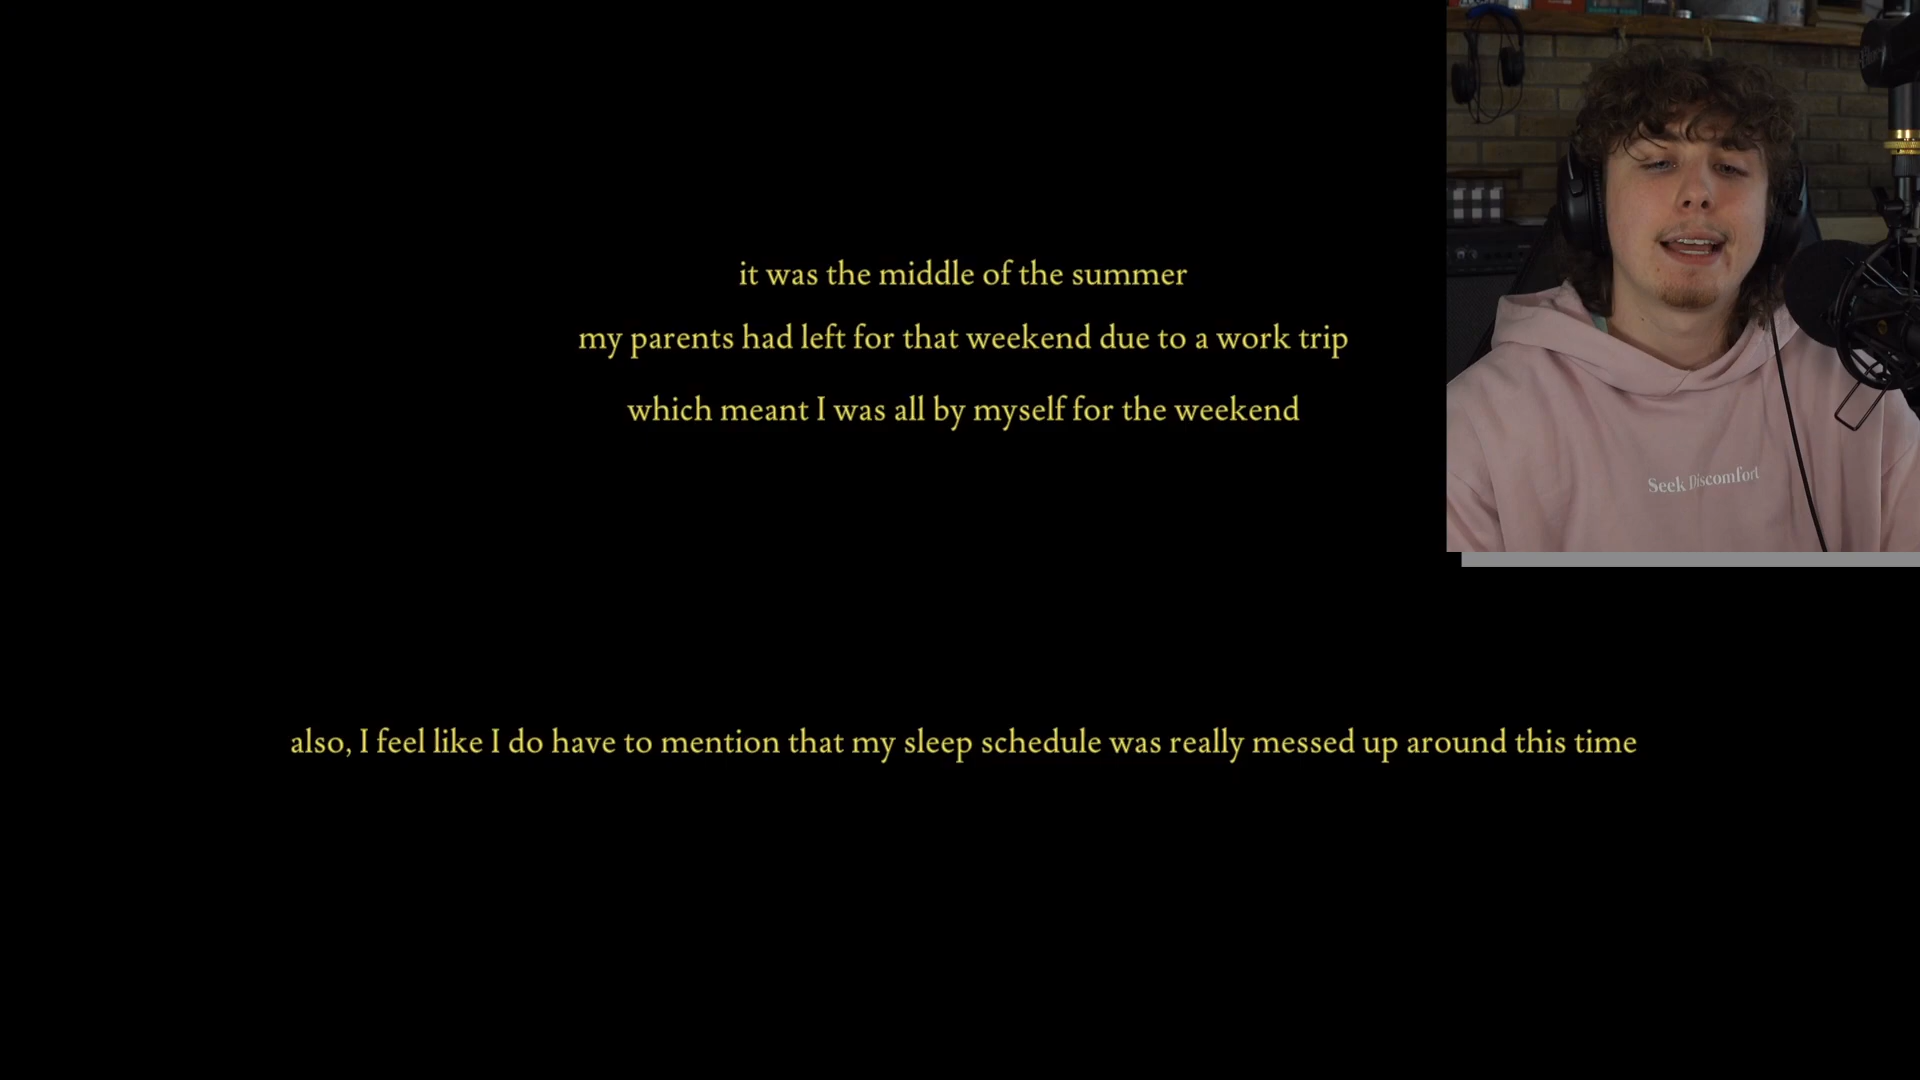 it was the middle of the summer
my parents had left for that weekend due to a work trip
which meant I was all by myself for the weekend
Seek Discomfort
also, I feel like I do have to mention that my sleep schedule was really messed up around this time